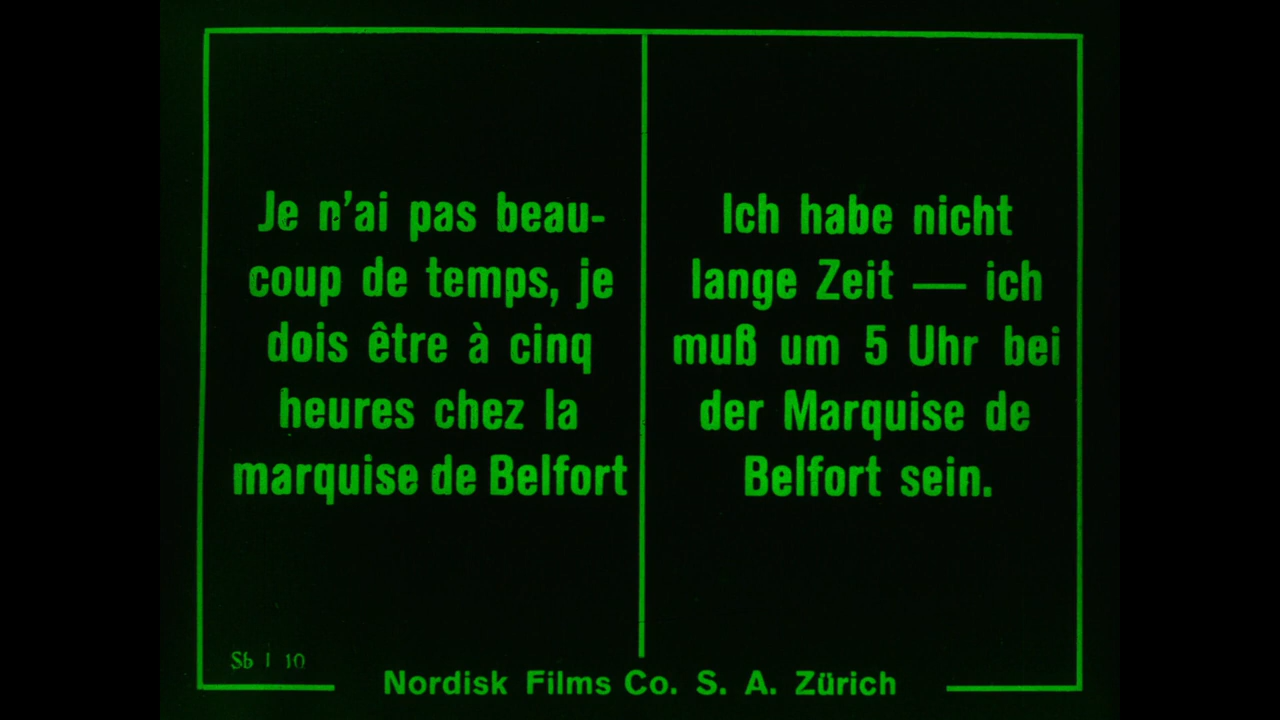 Je n'ai pas beau-
coup de temps, je
dois être à cinq
heures chez la
marquise de Belfort
Ich habe nicht
lange Zeit — ich
muß um 5 Uhr bei
der Marquise de
Belfort sein.
Sb I 10
Nordisk Films Co. S. A. Zürich